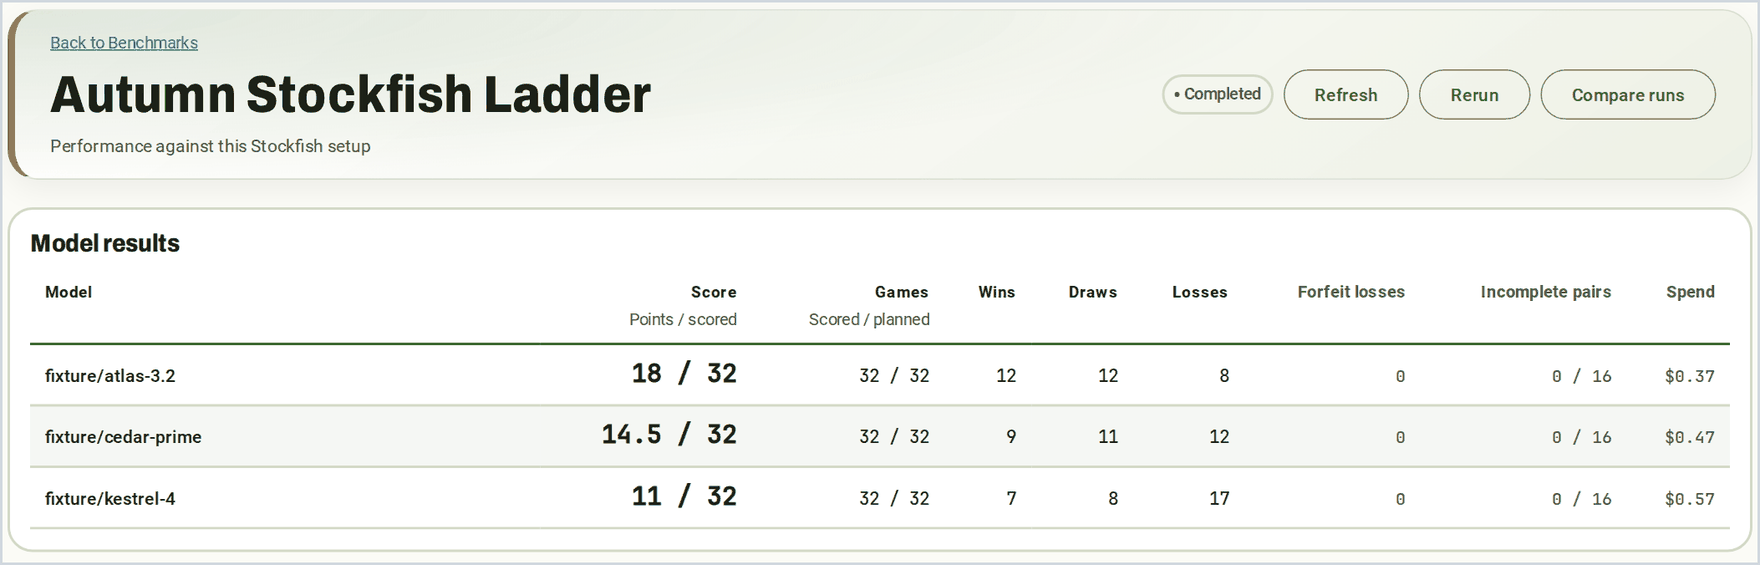 Back to Benchmarks
Autumn Stockfish Ladder
• Completed Refresh Rerun Compare runs
Performance against this Stockfish setup
Model results
Model Score Games Wins Draws Losses Forfeit losses Incomplete pairs Spend
Points / scored Scored / planned
fixture/atlas-3.2 18 / 32 32 / 32 12 12 8 0 0 / 16 $0.37
fixture/cedar-prime 14.5 / 32 32 / 32 9 11 12 0 0 / 16 $0.47
fixture/kestrel-4 11 / 32 32 / 32 7 8 17 0 0 / 16 $0.57